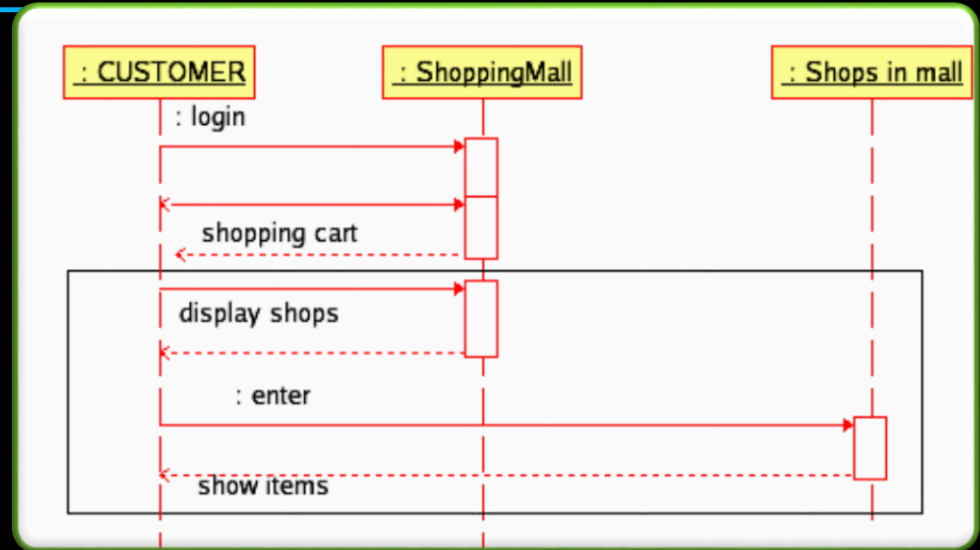 : CUSTOMER
: ShoppingMall
: Shops in mall
: login
shopping cart
display shops
: enter
show items